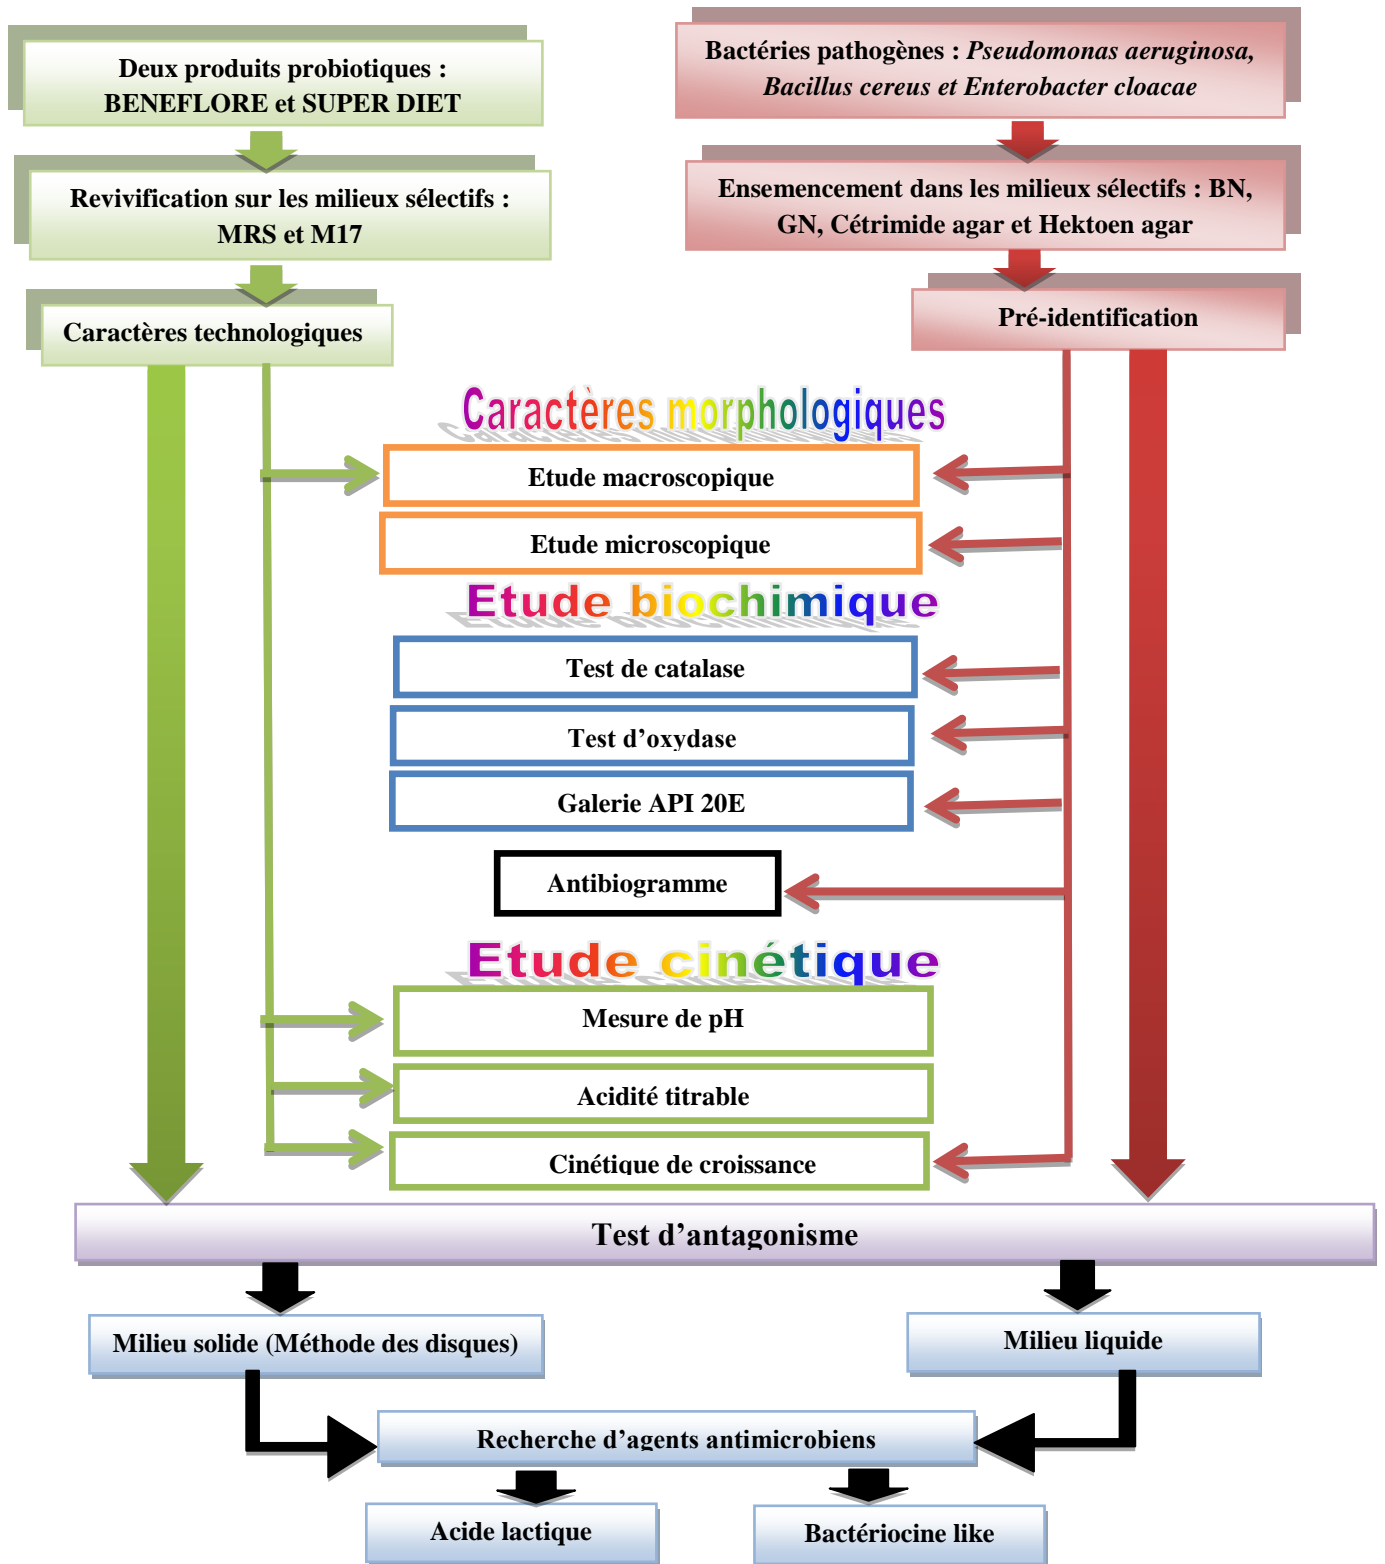 Deux produits probiotiques :
BENEFLORE et SUPER DIET
Bactéries pathogènes : Pseudomonas aeruginosa,
Bacillus cereus et Enterobacter cloacae
Revivification sur les milieux sélectifs :
MRS et M17
Ensemencement dans les milieux sélectifs : BN,
GN, Cétrimide agar et Hektoen agar
Caractères technologiques
Pré-identification
Caractères morphologiques
Etude macroscopique
Etude microscopique
Etude biochimique
Test de catalase
Test d’oxydase
Galerie API 20E
Antibiogramme
Etude cinétique
Mesure de pH
Acidité titrable
Cinétique de croissance
Test d’antagonisme
Milieu solide (Méthode des disques)
Milieu liquide
Recherche d’agents antimicrobiens
Acide lactique
Bactériocine like